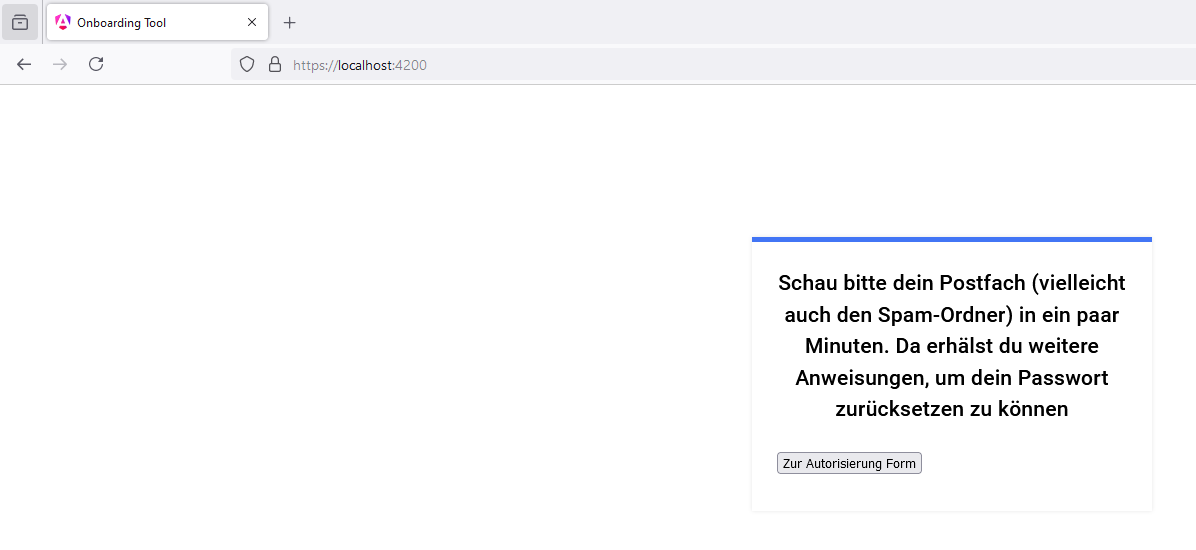 Onboarding Tool
https://localhost:4200
Schau bitte dein Postfach (vielleicht
auch den Spam-Ordner) in ein paar
Minuten. Da erhälst du weitere
Anweisungen, um dein Passwort
zurücksetzen zu können
Zur Autorisierung Form